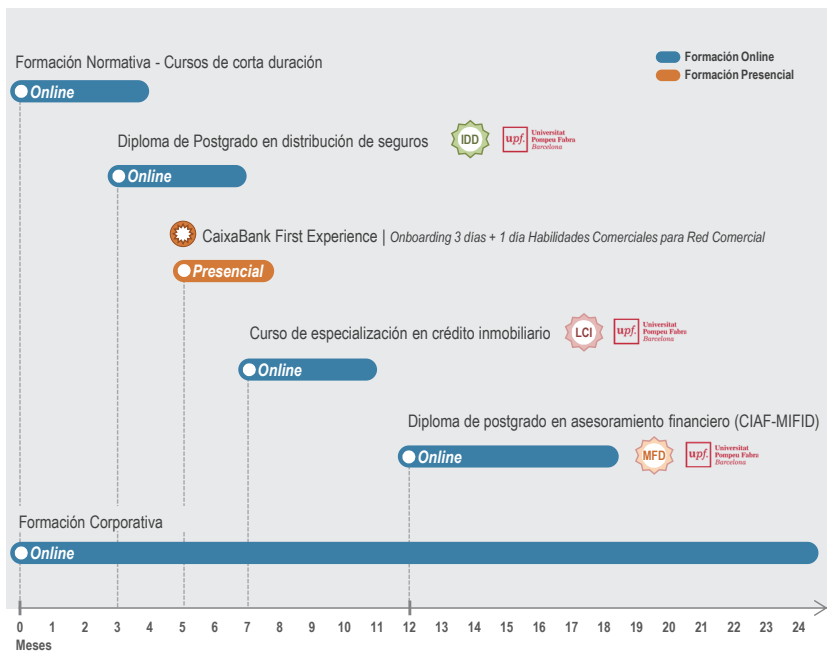 Formación Normativa - Cursos de corta duración
Formación Online
Formación Presencial
Online
Diploma de Postgrado en distribución de seguros
IDD
upf.
Universitat
Pompeu Fabra
Barcelona
Online
CaixaBank First Experience | Onboarding 3 días + 1 día Habilidades Comerciales para Red Comercial
Presencial
Curso de especialización en crédito inmobiliario
LCI
upf.
Universitat
Pompeu Fabra
Barcelona
Online
Diploma de postgrado en asesoramiento financiero (CIAF-MIFID)
Online
MFD
upf.
Universitat
Pompeu Fabra
Barcelona
Formación Corporativa
Online
0 1 2 3 4 5 6 7 8 9 10 11 12 13 14 15 16 17 18 19 20 21 22 23 24
Meses